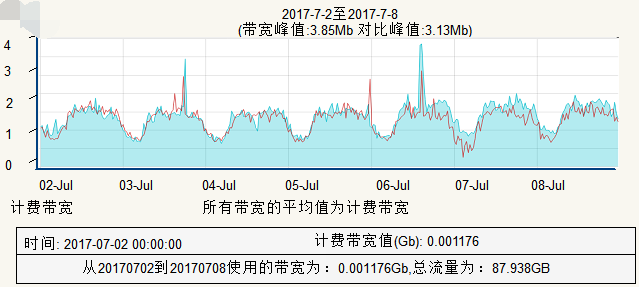 2017-7-2至2017-7-8
(带宽峰值:3.85Mb 对比峰值:3.13Mb)
4
3
2
1
0
02-Jul 03-Jul 04-Jul 05-Jul 06-Jul 07-Jul 08-Jul
计费带宽 所有带宽的平均值为计费带宽
时间: 2017-07-02 00:00:00 计费带宽值(Gb): 0.001176
从20170702到20170708使用的带宽为：0.001176Gb,总流量为：87.938GB